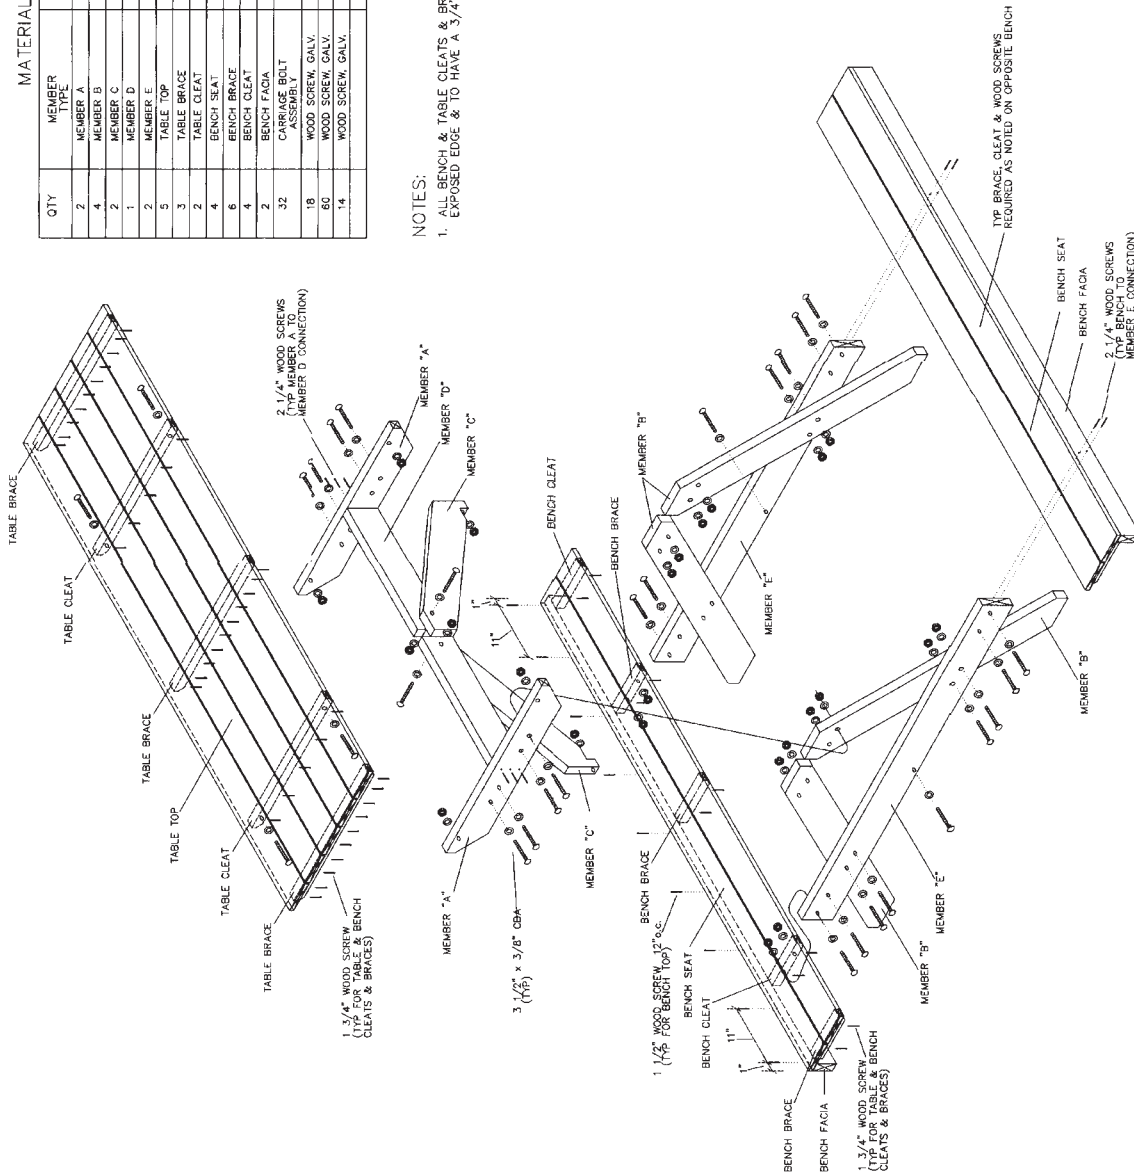 MATERIAL
QTY
MEMBER
TYPE
2 MEMBER A
4 MEMBER B
2 MEMBER C
1 MEMBER D
2 MEMBER E
5 TABLE TOP
3 TABLE BRACE
2 TABLE CLEAT
4 BENCH SEAT
6 BENCH BRACE
4 BENCH CLEAT
2 BENCH FACIA
32 CARRIAGE BOLT
ASSEMBLY
18 WOOD SCREW, GALV.
60 WOOD SCREW, GALV.
14 WOOD SCREW, GALV.
NOTES:
1. ALL BENCH & TABLE CLEATS & BR
EXPOSED EDGE & TO HAVE A 3/4"
TABLE BRACE
TABLE CLEAT
TABLE BRACE
TABLE TOP
TABLE CLEAT
TABLE BRACE
1 3/4" WOOD SCREW
(TYP FOR TABLE & BENCH
CLEATS & BRACES)
2 1/4" WOOD SCREWS
(TYP MEMBER A TO
MEMBER D CONNECTION)
MEMBER "A"
MEMBER "D"
MEMBER "C"
MEMBER "A"
3 1/2" x 3/8" CBA
(TYP)
MEMBER "C"
BENCH CLEAT
1"
11"
BENCH BRACE
BENCH BRACE
1 1/2" WOOD SCREW 12"o.c.
(TYP FOR BENCH TOP)
BENCH SEAT
BENCH CLEAT
11"
1"
BENCH BRACE
BENCH FACIA
1 3/4" WOOD SCREW
(TYP FOR TABLE & BENCH
CLEATS & BRACES)
MEMBER "B"
MEMBER "E"
MEMBER "B"
MEMBER "E"
MEMBER "B"
TYP BRACE, CLEAT & WOOD SCREWS
REQUIRED AS NOTED ON OPPOSITE BENCH
BENCH SEAT
BENCH FACIA
2 1/4" WOOD SCREWS
(TYP BENCH TO
MEMBER E CONNECTION)